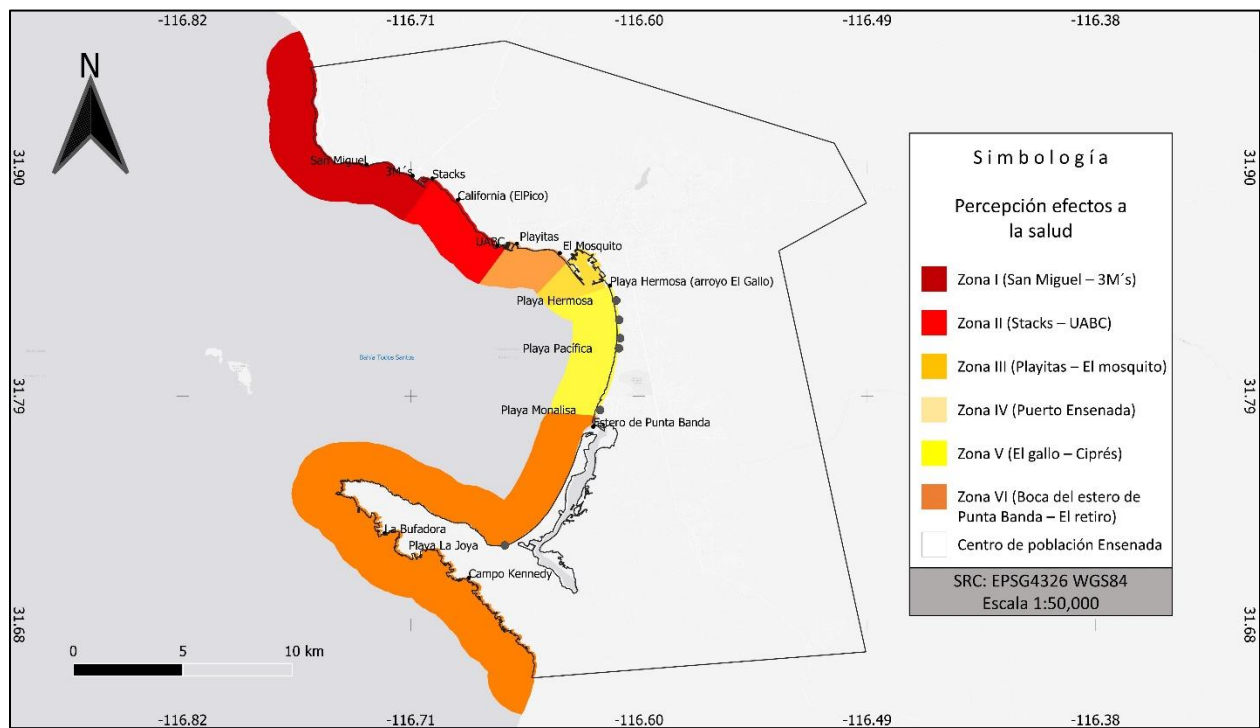 -116.82 -116.71 -116.60 -116.49 -116.38
N
31.90
31.90
San Miguel
3M´s
Stacks
California (ElPico)
UABC
Playitas
El Mosquito
Playa Hermosa (arroyo El Gallo)
Playa Hermosa
Playa Pacífica
Bahía Todos Santos
31.79
31.79
Playa Monalisa
Estero de Punta Banda
La Bufadora
Playa La Joya
Campo Kennedy
31.68
31.68
0 5 10 km
-116.82 -116.71 -116.60 -116.49 -116.38
Simbología
Percepción efectos a
la salud
Zona I (San Miguel – 3M´s)
Zona II (Stacks – UABC)
Zona III (Playitas – El mosquito)
Zona IV (Puerto Ensenada)
Zona V (El gallo – Ciprés)
Zona VI (Boca del estero de
Punta Banda – El retiro)
Centro de población Ensenada
SRC: EPSG4326 WGS84
Escala 1:50,000